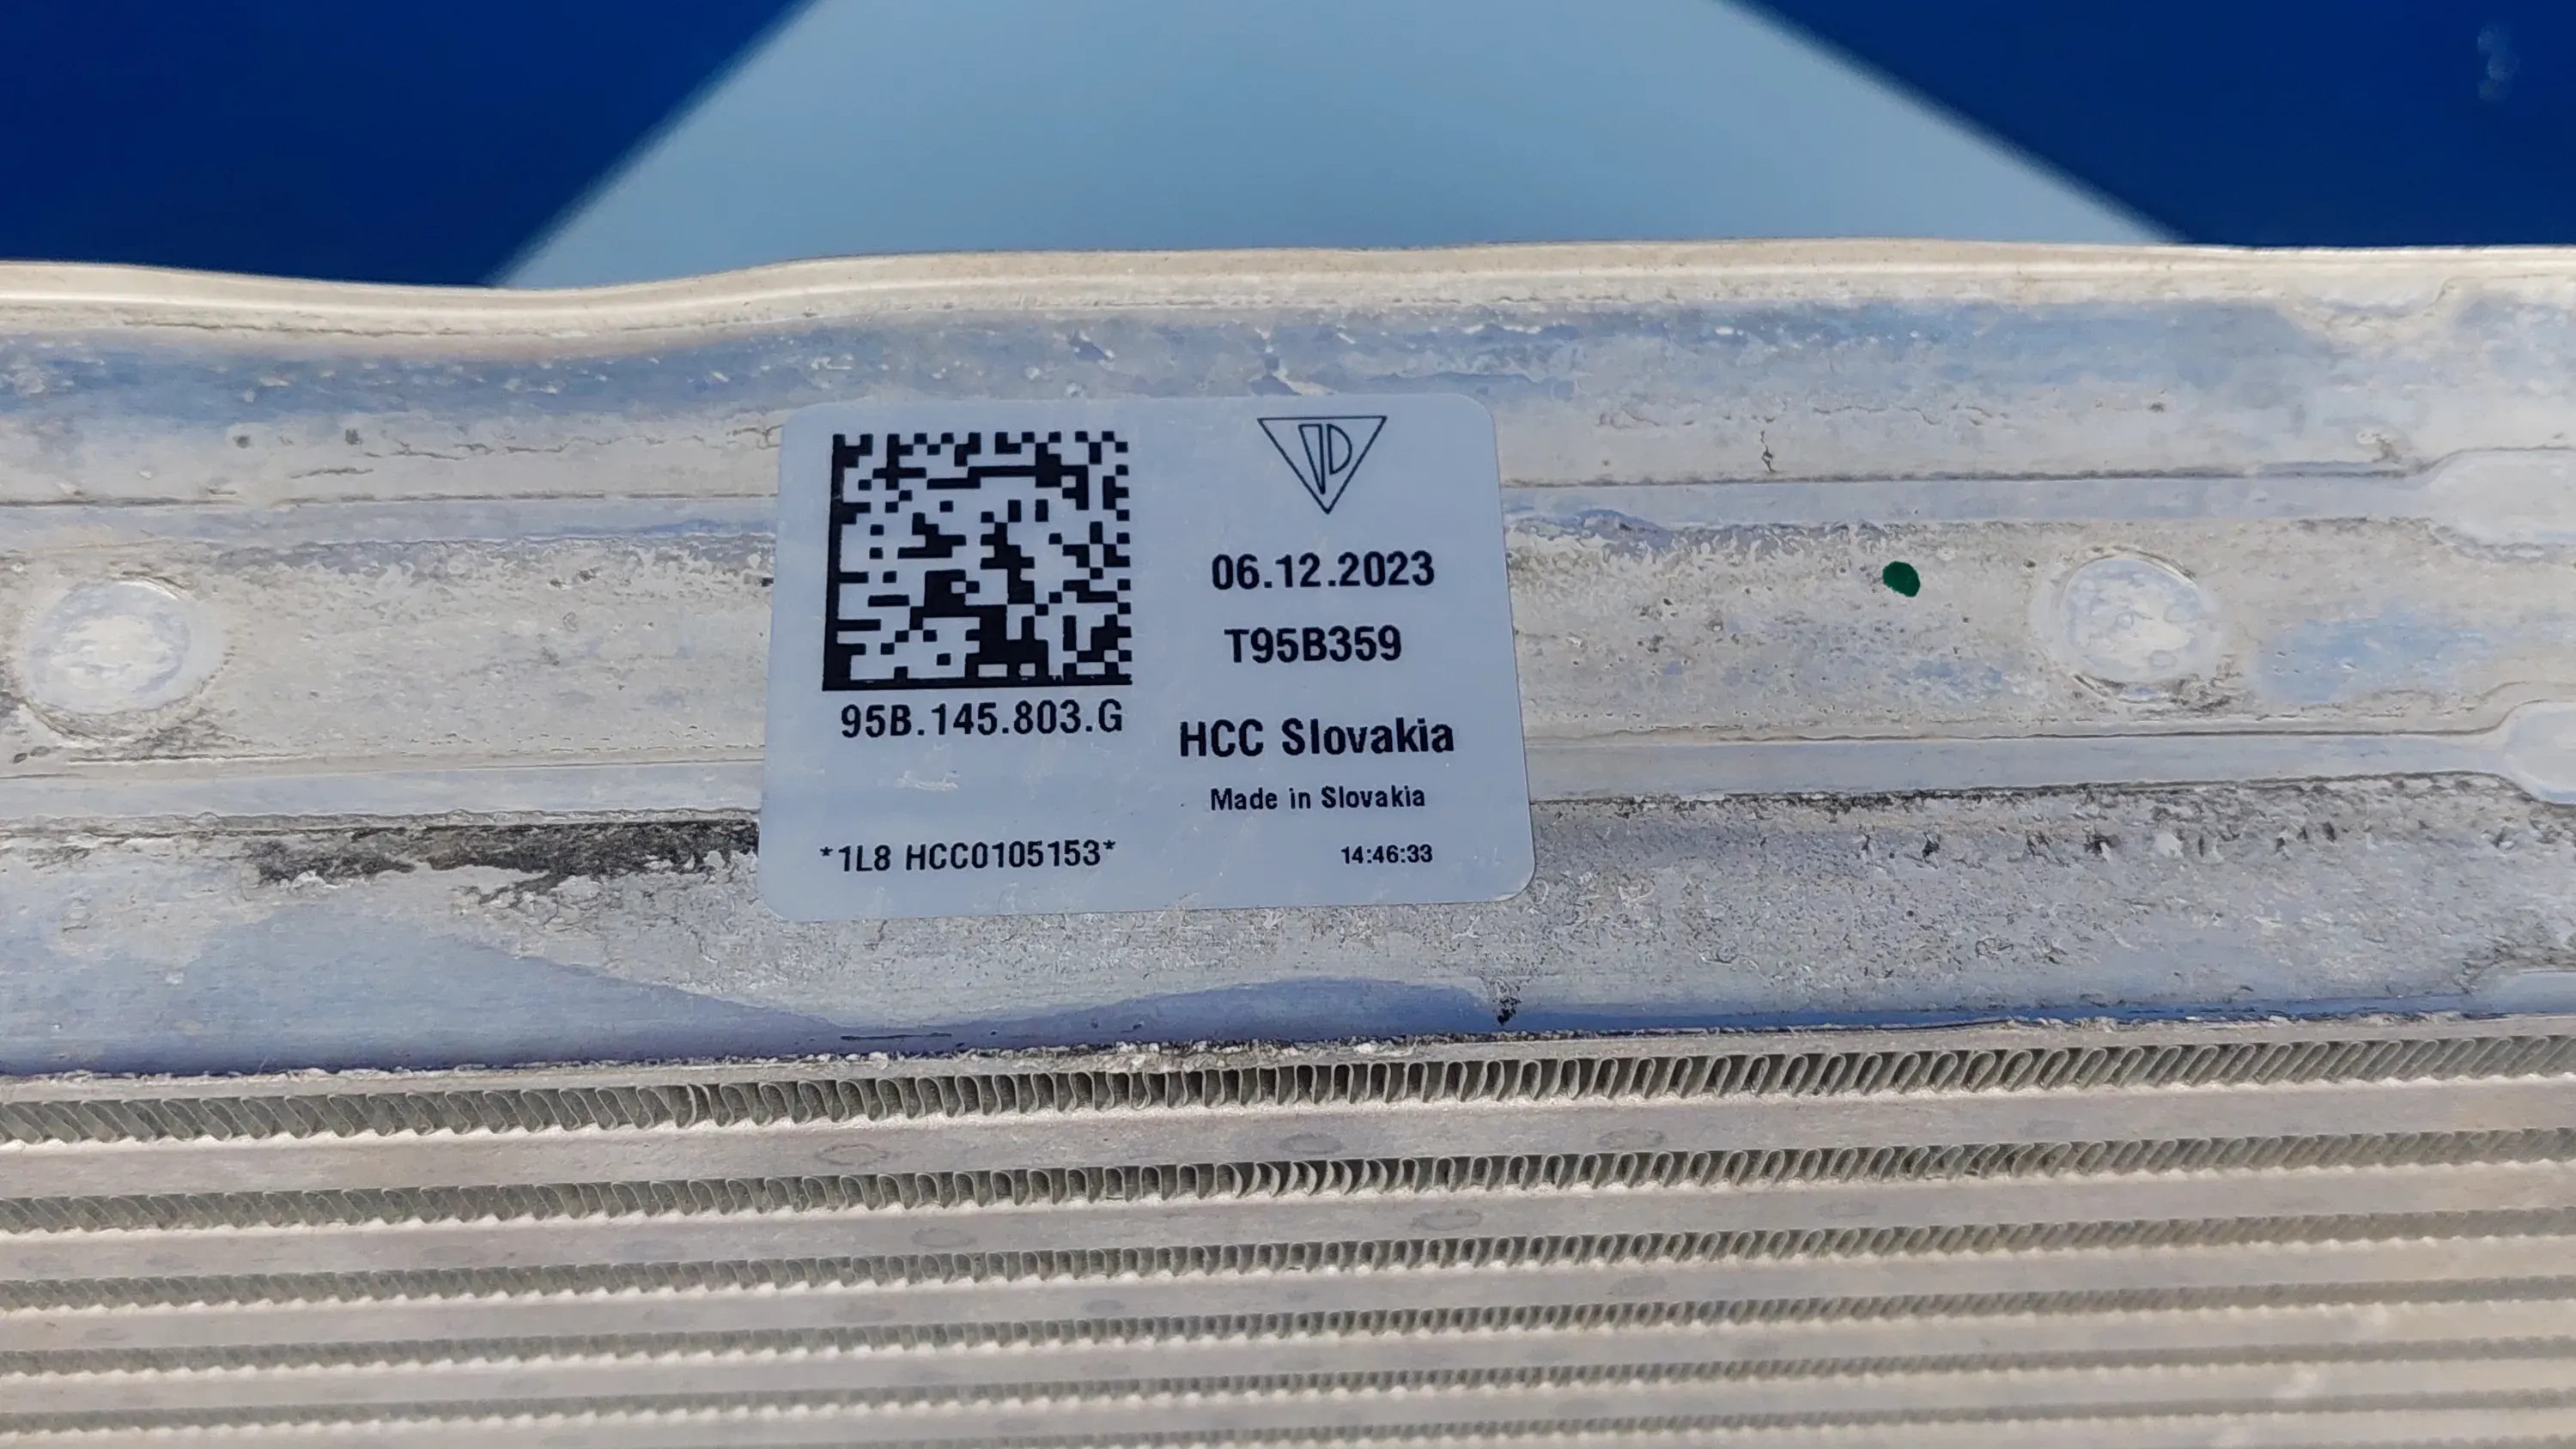 95B.145.803.G
*1L8 HCC0105153*
06.12.2023
T95B359
HCC Slovakia
Made in Slovakia
14:46:33